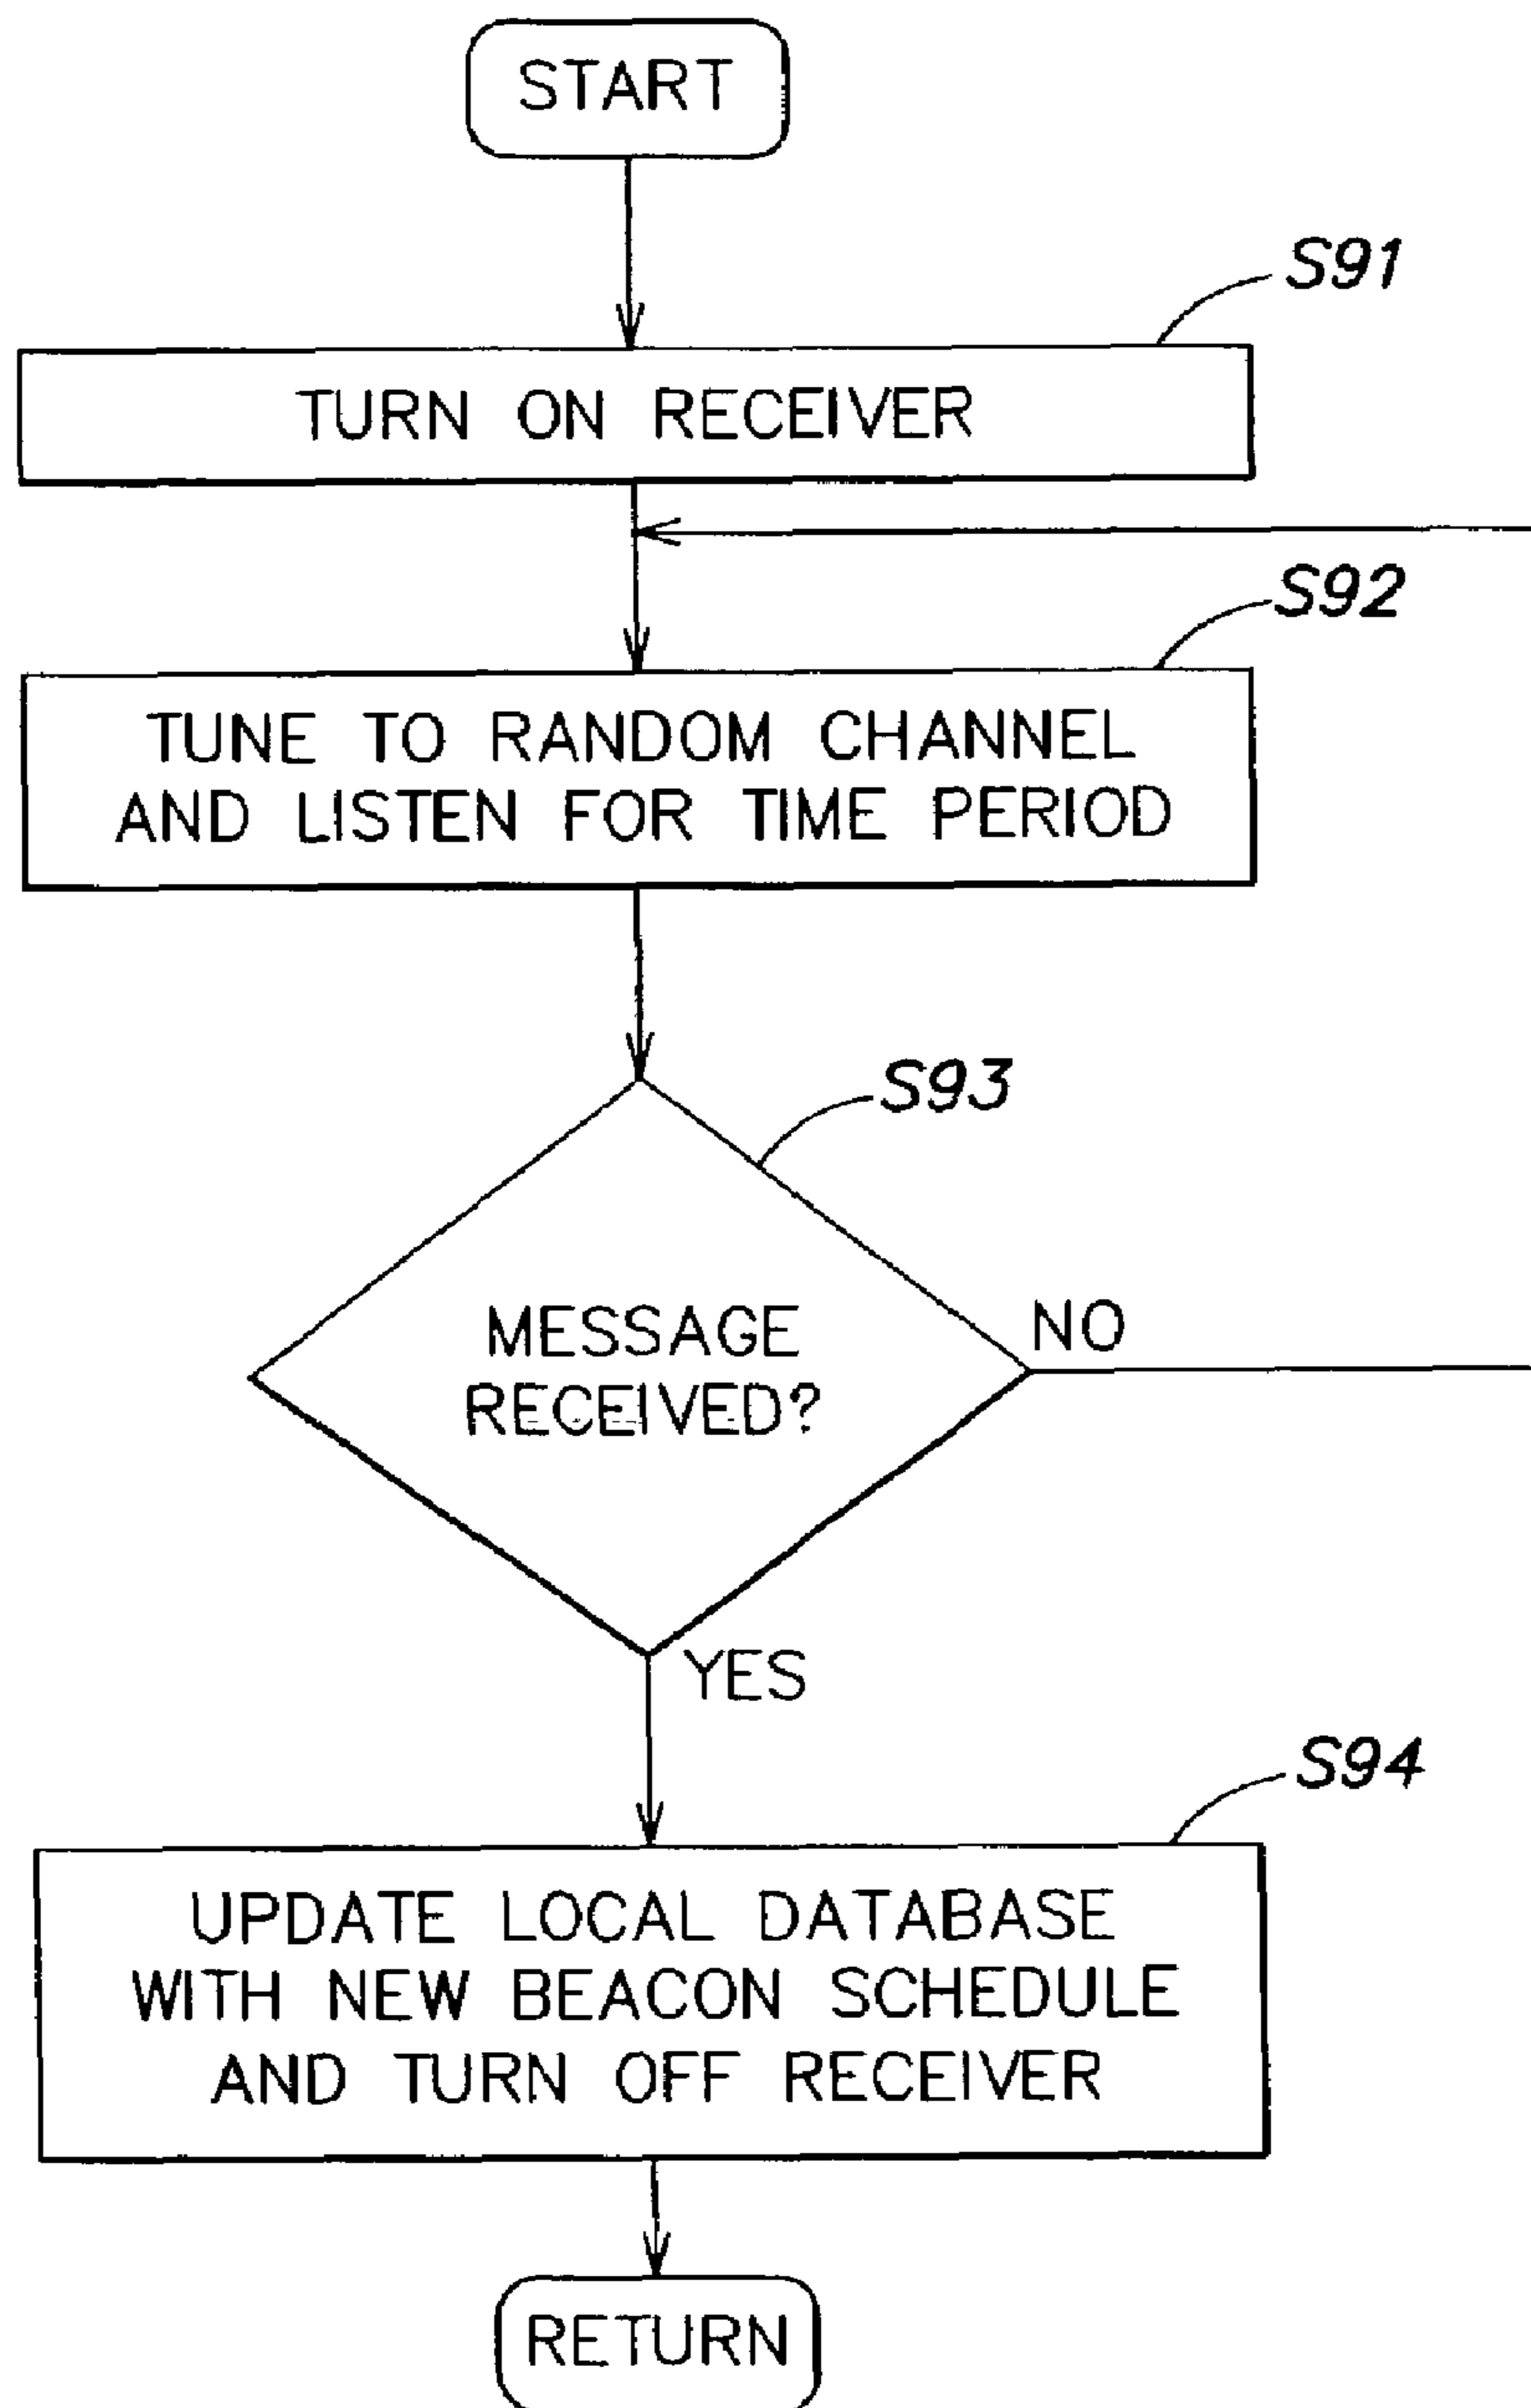 START
S91
TURN ON RECEIVER
S92
TUNE TO RANDOM CHANNEL
AND LISTEN FOR TIME PERIOD
S93
MESSAGE
RECEIVED?
NO
YES
S94
UPDATE LOCAL DATABASE
WITH NEW BEACON SCHEDULE
AND TURN OFF RECEIVER
RETURN